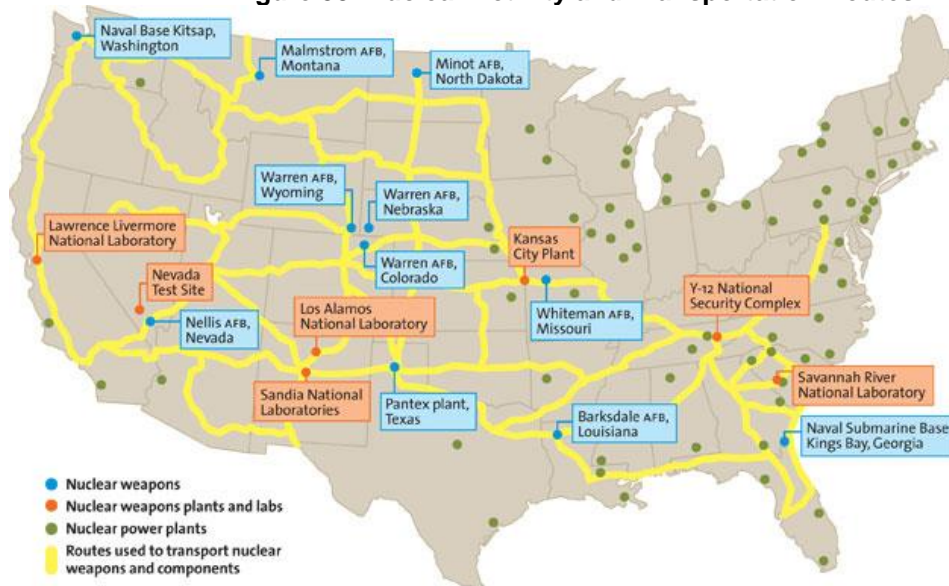 Naval Base Kitsap,
Washington
Malmstrom AFB,
Montana
Minot AFB,
North Dakota
Warren AFB,
Wyoming
Warren AFB,
Nebraska
Lawrence Livermore
National Laboratory
Kansas
City Plant
Warren AFB,
Colorado
Nevada
Test Site
Y-12 National
Security Complex
Los Alamos
National Laboratory
Nellis AFB,
Nevada
Whiteman AFB,
Missouri
Savannah River
National Laboratory
Sandia National
Laboratories
Pantex plant,
Texas
Barksdale AFB,
Louisiana
Naval Submarine Base
Kings Bay, Georgia
Nuclear weapons
Nuclear weapons plants and labs
Nuclear power plants
Routes used to transport nuclear
weapons and components